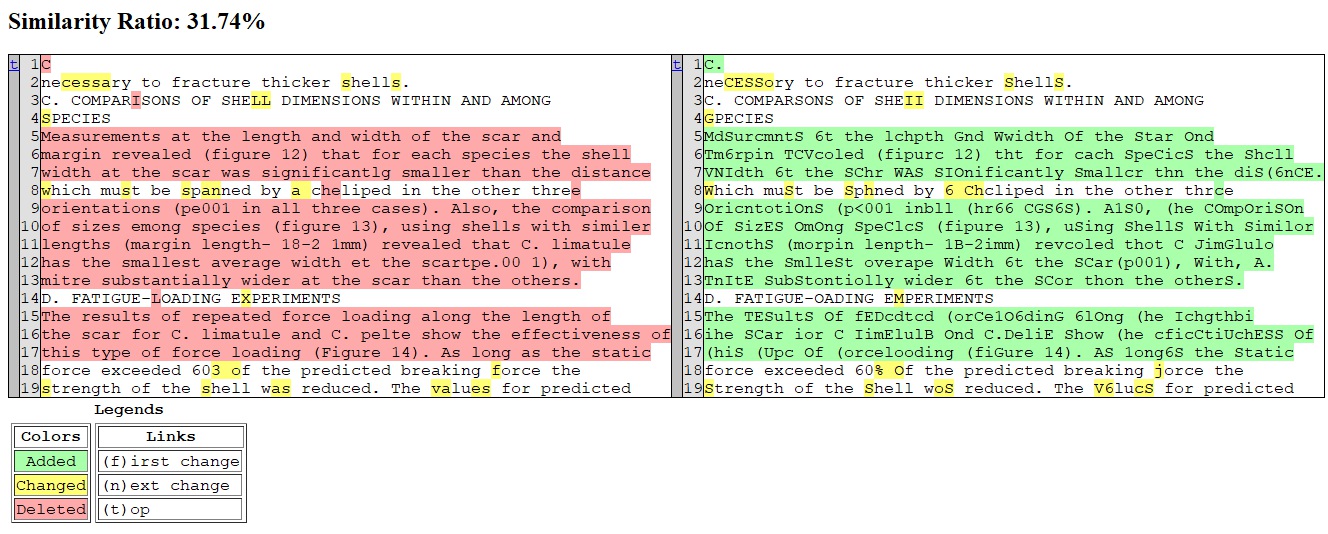 Similarity Ratio: 31.74%
t 1 C
2 necessary to fracture thicker shells.
3 C. COMPARISONS OF SHELL DIMENSIONS WITHIN AND AMONG
4 SPECIES
5 Measurements at the length and width of the scar and
6 margin revealed (figure 12) that for each species the shell
7 width at the scar was significantlg smaller than the distance
8 which must be spanned by a cheliped in the other three
9 orientations (pe001 in all three cases). Also, the comparison
10 of sizes emong species (figure 13), using shells with similer
11 lengths (margin length- 18-2 1mm) revealed that C. limatule
12 has the smallest average width et the scartpe.00 1), with
13 mitre substantially wider at the scar than the others.
14 D. FATIGUE-LOADING EXPERIMENTS
15 The results of repeated force loading along the length of
16 the scar for C. limatule and C. pelte show the effectiveness of
17 this type of force loading (Figure 14). As long as the static
18 force exceeded 603 of the predicted breaking force the
19 Strength of the shell was reduced. The values for predicted
t 1 C.
2 neCESSory to fracture thicker ShellS.
3 C. COMPARSONS OF SHEII DIMENSIONS WITHIN AND AMONG
4 GPECIES
5 MdSurcmntS 6t the lchpth Gnd Wwidth Of the Star Ond
6 Tm6rpin TCVcoled (fipurc 12) tht for cach SpeCicS the Shcll
7 VNIdth 6t the SChr WAS SIOnificantly Smallcr thn the diS(6nCE.
8 Which muSt be Sphned by 6 Chcliped in the other thrce
9 OricntotiOnS (p<001 inbll (hr66 CGS6S). A1S0, (he COmpOriSOn
10 Of SizES OmOng SpeClcS (fipure 13), uSing ShellS With Similor
11 IcnothS (morpin lenpth- 1B-2imm) revcoled thot C JimGlulo
12 haS the SmlleSt overape Width 6t the SCar(p001), With, A.
13 TnItE SubStontiolly wider 6t the SCor thon the otherS.
14 D. FATIGUE-OADING EMPERIMENTS
15 The TESultS Of fEDcdtcd (orCe1O6dinG 6lOng (he Ichgthbi
16 ihe SCar ior C IimElulB Ond C.DeliE Show (he cficCtiUchESS Of
17 (hiS (Upc Of (orcelooding (fiGure 14). AS 1ong6S the Static
18 force exceeded 60% Of the predicted breaking jorce the
19 Strength of the Shell woS reduced. The V6lucS for predicted
Legends
Colors Links
Added (f)irst change
Changed (n)ext change
Deleted (t)op